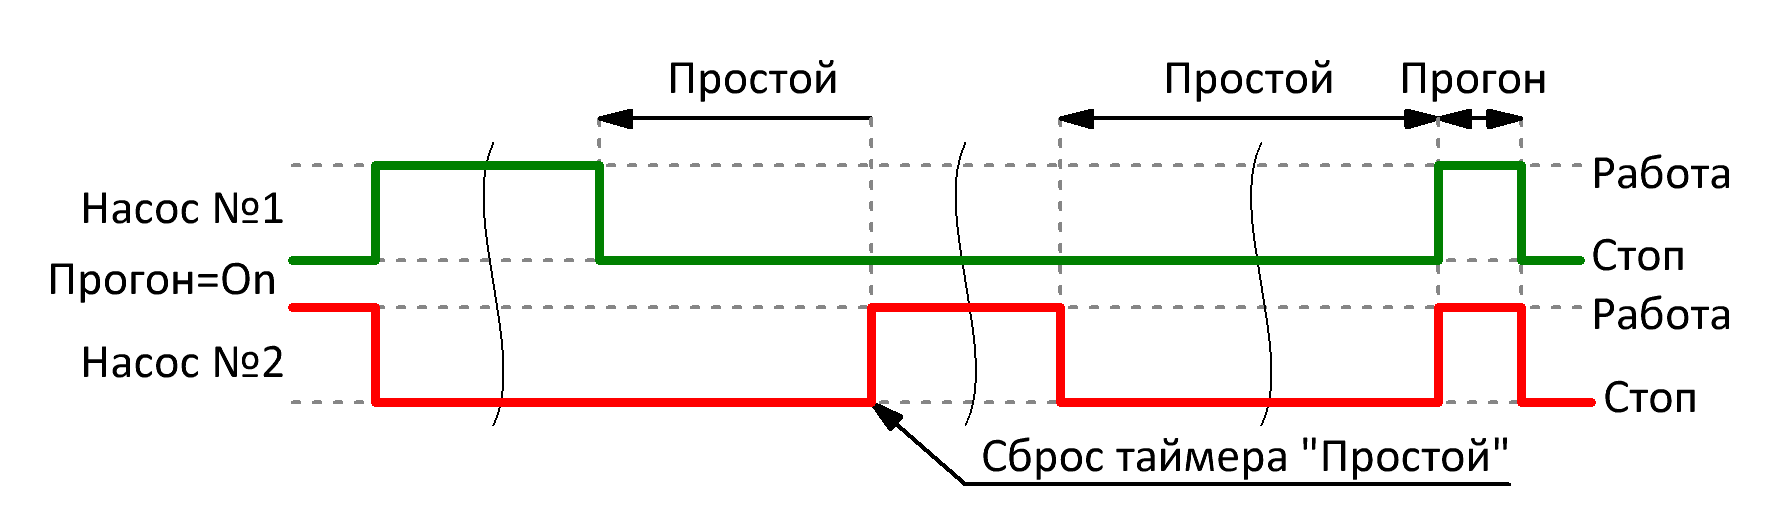 Простой
Простой
Прогон
Насос №1
Работа
Стоп
Прогон=On
Работа
Насос №2
Стоп
Сброс таймера "Простой"